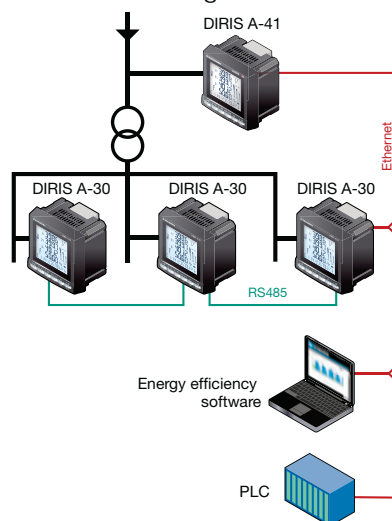 DIRIS A-41
Ethernet
DIRIS A-30
DIRIS A-30
DIRIS A-30
RS485
Energy efficiency
software
PLC